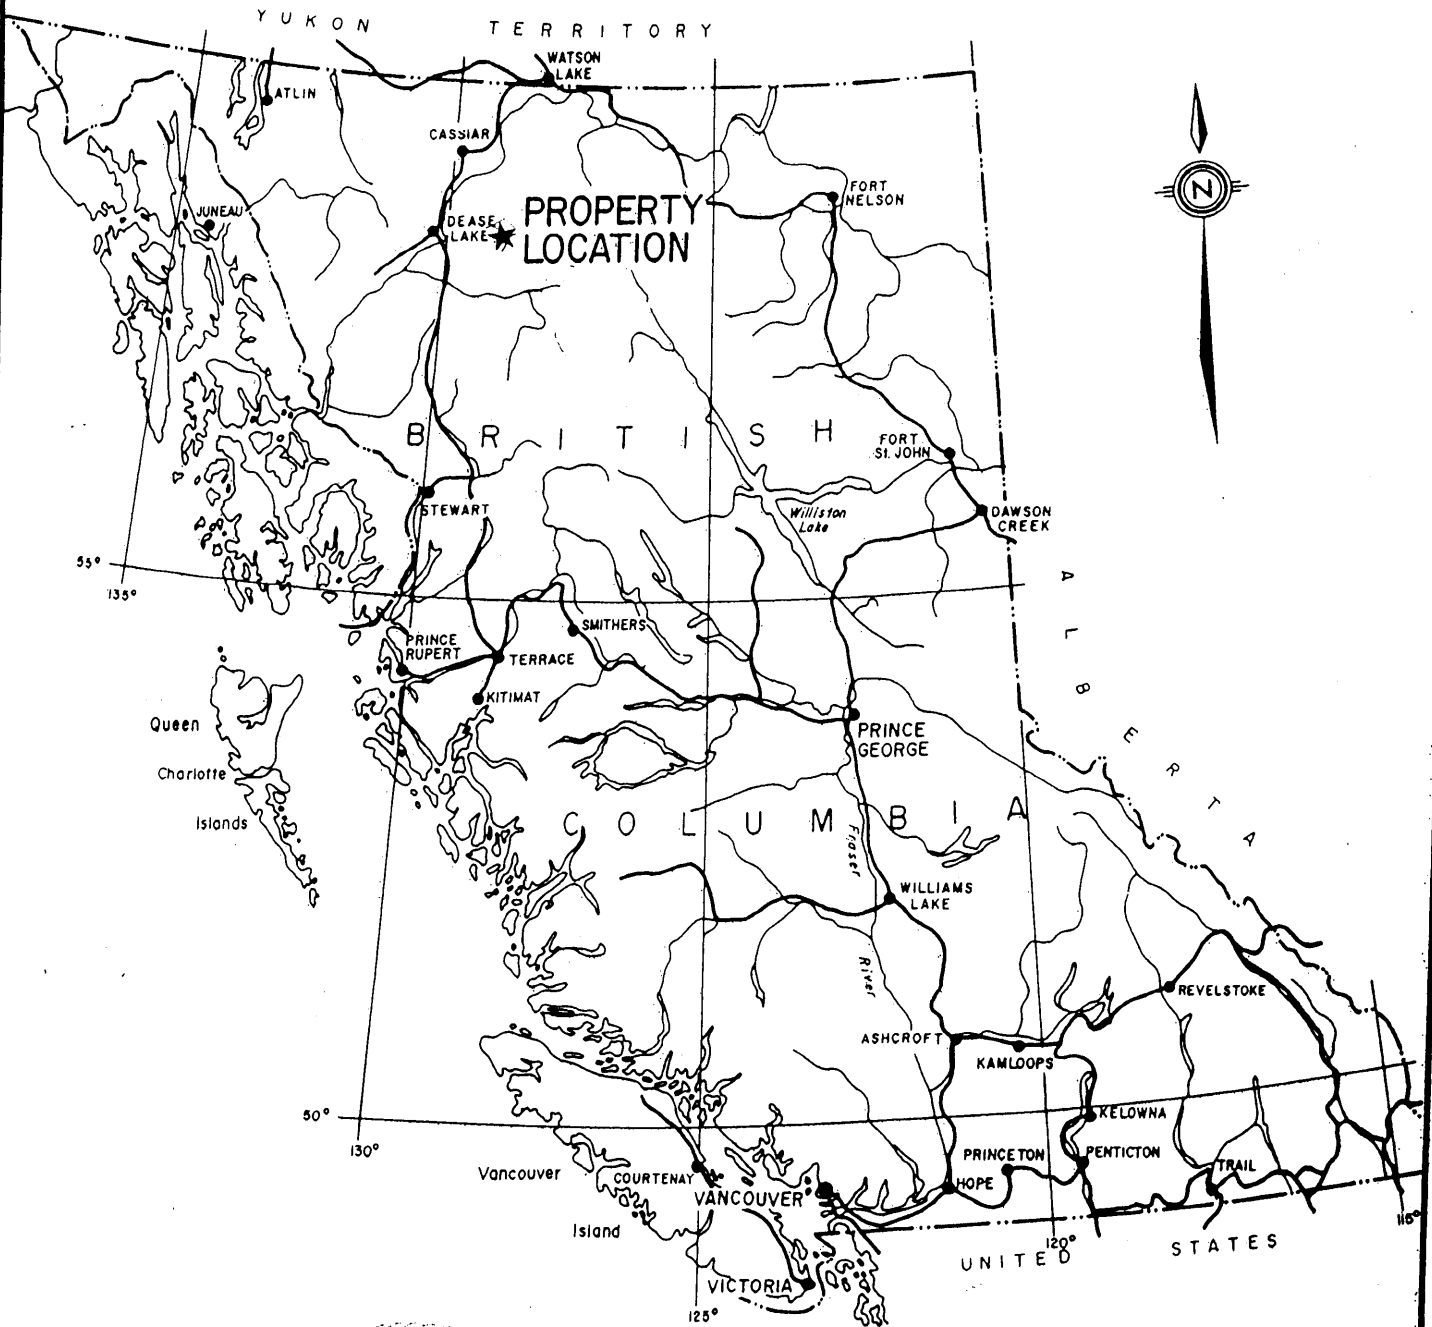 YUKON TERRITORY
WATSON
LAKE
ATLIN
CASSIAR
FORT
NELSON
JUNEAU
DEASE
LAKE
PROPERTY
LOCATION
N
BRITISH
FORT
St. JOHN
STEWART
Williston
Lake
DAWSON
CREEK
55°
135°
ALBERTA
SMITHERS
PRINCE
RUPERT
TERRACE
KITIMAT
Queen
Charlotte
Islands
PRINCE
GEORGE
COLUMBIA
Fraser
River
WILLIAMS
LAKE
REVELSTOKE
ASHCROFT
KAMLOOPS
50°
130°
KELOWNA
PRINCETON
PENTICTON
TRAIL
HOPE
Vancouver
Island
COURTENAY
VANCOUVER
VICTORIA
125°
120°
115°
UNITED STATES